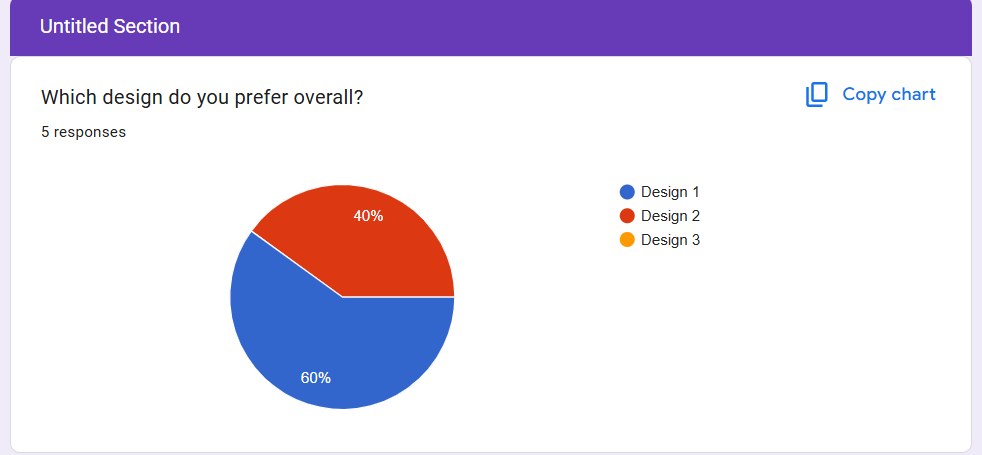 Untitled Section
Which design do you prefer overall?
Copy chart
5 responses
40%
60%
Design 1
Design 2
Design 3